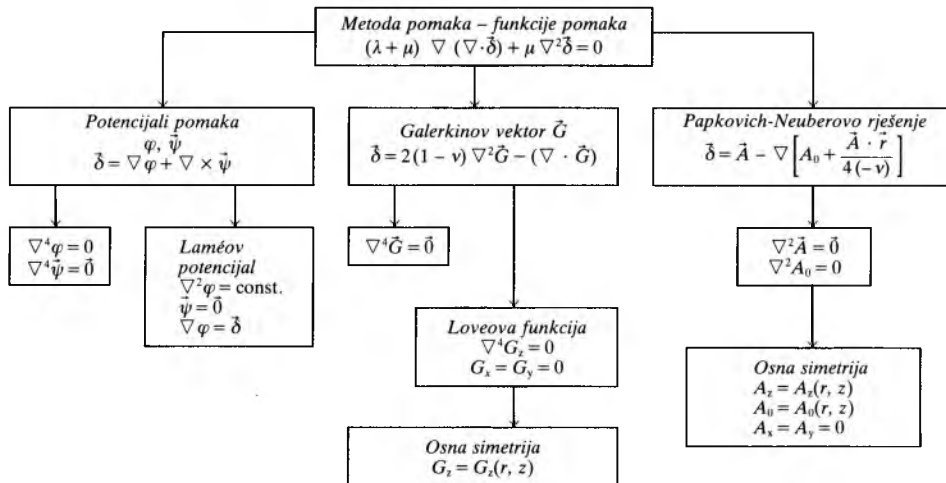 Metoda pomaka – funkcije pomaka
(λ + μ) ∇ (∇·δ⃗) + μ ∇²δ⃗ = 0
Potencijali pomaka
φ, ψ⃗
δ⃗ = ∇φ + ∇ × ψ⃗
Galerkinov vektor G⃗
δ⃗ = 2 (1 – ν) ∇²G⃗ – (∇ · G⃗)
Papkovich-Neuberovo rješenje
δ⃗ = A⃗ – ∇ [A₀ + A⃗ · r⃗ / 4 (–ν)]
∇⁴φ = 0
∇⁴ψ⃗ = 0⃗
Laméov
potencijal
∇²φ = const.
ψ⃗ = 0⃗
∇φ = δ⃗
∇⁴G⃗ = 0⃗
∇²A⃗ = 0⃗
∇²A₀ = 0
Loveova funkcija
∇⁴G_z = 0
G_x = G_y = 0
Osna simetrija
A_z = A_z(r, z)
A₀ = A₀(r, z)
A_x = A_y = 0
Osna simetrija
G_z = G_z(r, z)